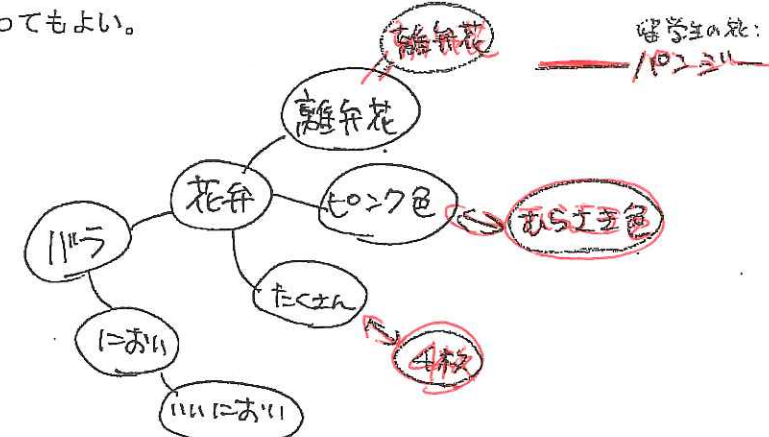 ってもよい。
離弁花
留学生の花:
パンジー
離弁花
花弁
ピンク色
むらさき色
バラ
たくさん
におい
4枚
いいにおい